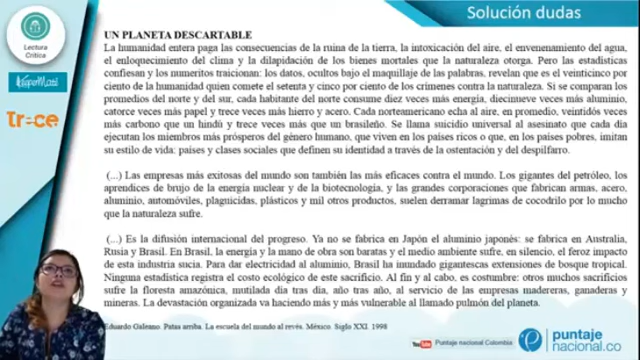 Solución dudas
Lectura
Crítica
Tr-ce
UN PLANETA DESCARTABLE
La humanidad entera paga las consecuencias de la ruina de la tierra, la intoxicación del aire, el envenenamiento del agua,
el enloquecimiento del clima y la dilapidación de los bienes mortales que la naturaleza otorga. Pero las estadísticas
confiesan y los numeritos traicionan: los datos, ocultos bajo el maquillaje de las palabras, revelan que es el veinticinco por
ciento de la humanidad quien comete el setenta y cinco por ciento de los crímenes contra la naturaleza. Si se comparan los
promedios del norte y del sur, cada habitante del norte consume diez veces más energía, diecinueve veces más aluminio,
catorce veces más papel y trece veces más hierro y acero. Cada norteamericano echa al aire, en promedio, veintidós veces
más carbono que un hindú y trece veces más que un brasileño. Se llama suicidio universal al asesinato que cada día
ejecutan los miembros más prósperos del género humano, que viven en los países ricos o que, en los países pobres, imitan
su estilo de vida: países y clases sociales que definen su identidad a través de la ostentación y del despilfarro.
(...) Las empresas más exitosas del mundo son también las más eficaces contra el mundo. Los gigantes del petróleo, los
aprendices de brujo de la energía nuclear y de la biotecnología, y las grandes corporaciones que fabrican armas, acero,
aluminio, automóviles, plaguicidas, plásticos y mil otros productos, suelen derramar lagrimas de cocodrilo por lo mucho
que la naturaleza sufre.
(...) Es la difusión internacional del progreso. Ya no se fabrica en Japón el aluminio japonés: se fabrica en Australia,
Rusia y Brasil. En Brasil, la energía y la mano de obra son baratas y el medio ambiente sufre, en silencio, el feroz impacto
de esta industria sucia. Para dar electricidad al aluminio, Brasil ha inundado gigantescas extensiones de bosque tropical.
Ninguna estadística registra el costo ecológico de este sacrificio. Al fin y al cabo, es costumbre: otros muchos sacrificios
sufre la floresta amazónica, mutilada día tras día, año tras año, al servicio de las empresas madereras, ganaderas y
mineras. La devastación organizada va haciendo más y más vulnerable al llamado pulmón del planeta.
Eduardo Galeano. Patas arriba. La escuela del mundo al revés. México. Siglo XXI. 1998
Puntaje nacional Colombia
puntaje
nacional.co